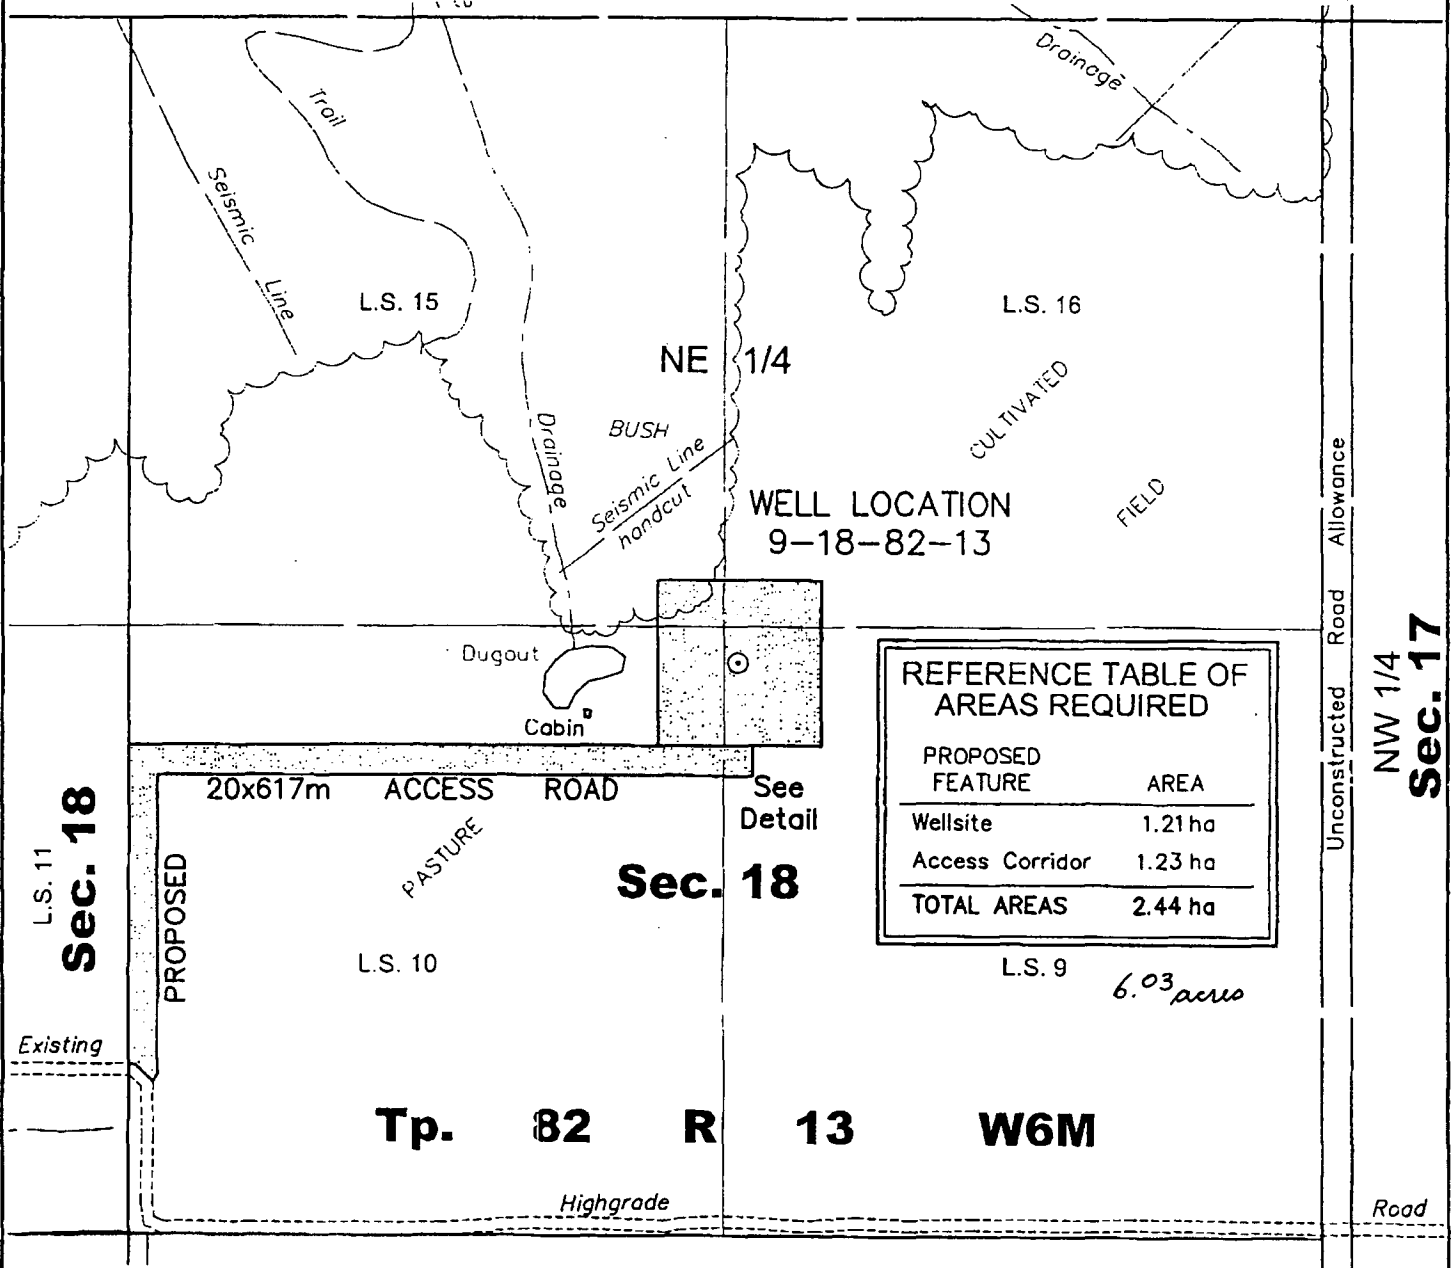 Drainage
Trail
Seismic
Line
L.S. 15
L.S. 16
NE 1/4
CULTIVATED
FIELD
BUSH
Drainage
Seismic Line
handcut
WELL LOCATION
9-18-82-13
Unconstructed Road Allowance
NW 1/4
Sec. 17
Dugout
Cabin
REFERENCE TABLE OF
AREAS REQUIRED
PROPOSED
FEATURE AREA
Wellsite 1.21 ha
Access Corridor 1.23 ha
TOTAL AREAS 2.44 ha
20x617m ACCESS ROAD
See
Detail
PASTURE
L.S. 11
Sec. 18
PROPOSED
Sec. 18
L.S. 10
L.S. 9
6.03 acres
Existing
Tp. 82 R 13 W6M
Highgrade
Road